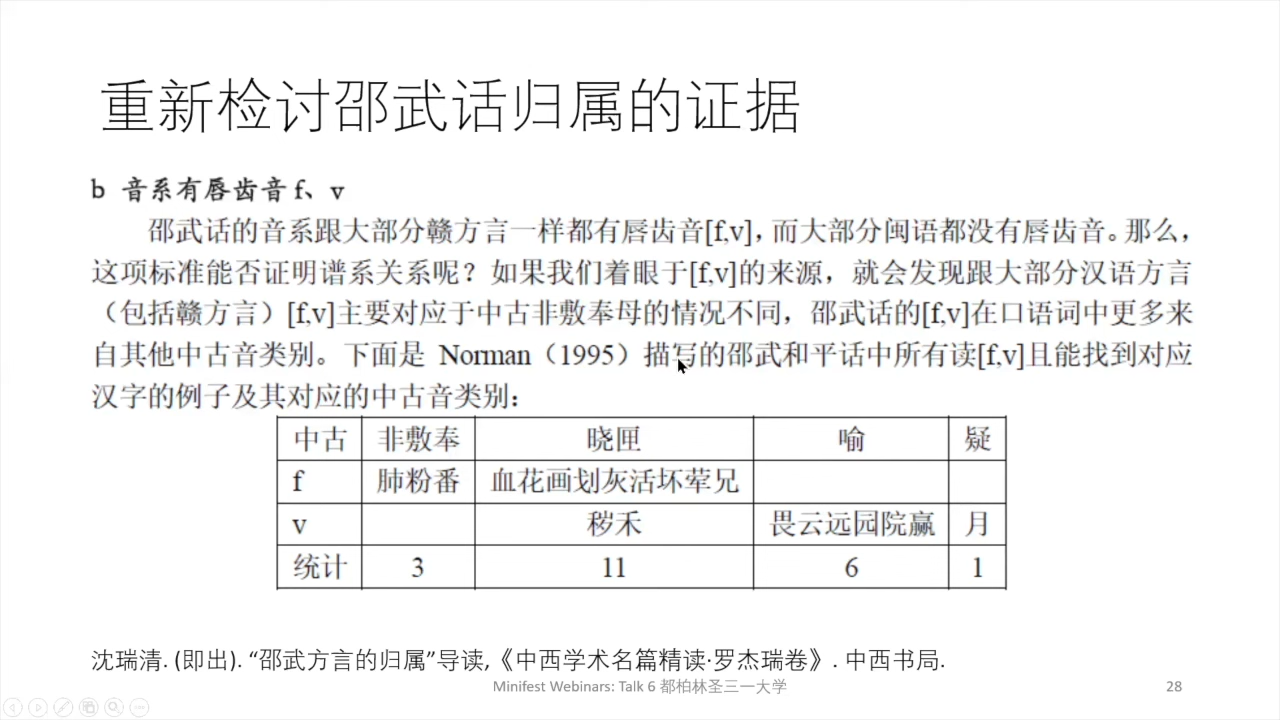 重新检讨邵武话归属的证据
b 音系有唇齿音 f、v
邵武话的音系跟大部分赣方言一样都有唇齿音[f,v]，而大部分闽语都没有唇齿音。那么，
这项标准能否证明谱系关系呢？如果我们着眼于[f,v]的来源，就会发现跟大部分汉语方言
（包括赣方言）[f,v]主要对应于中古非敷奉母的情况不同，邵武话的[f,v]在口语词中更多来
自其他中古音类别。下面是 Norman（1995）描写的邵武和平话中所有读[f,v]且能找到对应
汉字的例子及其对应的中古音类别：
中古 非敷奉 晓匣 喻 疑
f 肺粉番 血花画划灰活坏荤兄
v 秽禾 畏云远园院赢 月
统计 3 11 6 1
沈瑞清. (即出). “邵武方言的归属”导读,《中西学术名篇精读·罗杰瑞卷》. 中西书局.
Minifest Webinars: Talk 6 都柏林圣三一大学
28